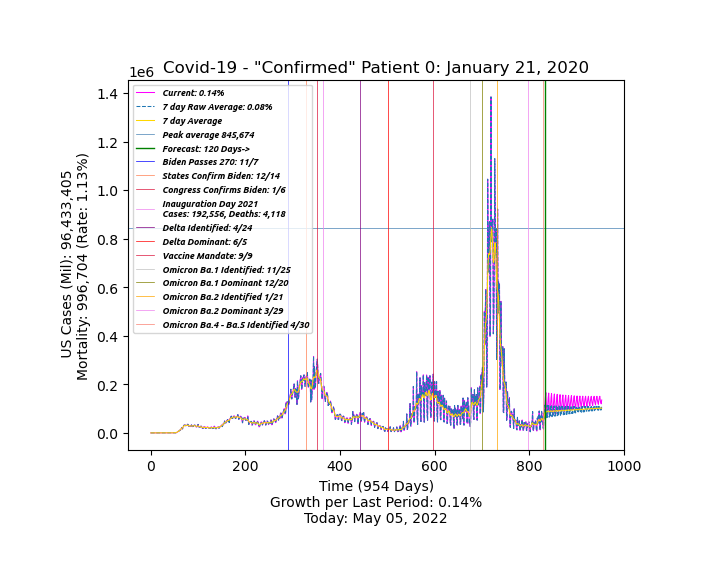 Covid-19 - "Confirmed" Patient 0: January 21, 2020
1e6
1.4
1.2
1.0
0.8
0.6
0.4
0.2
0.0
US Cases (Mil): 96,433,405
Mortality: 996,704 (Rate: 1.13%)
Current: 0.14%
7 day Raw Average: 0.08%
7 day Average
Peak average 845,674
Forecast: 120 Days->
Biden Passes 270: 11/7
States Confirm Biden: 12/14
Congress Confirms Biden: 1/6
Inauguration Day 2021
Cases: 192,556, Deaths: 4,118
Delta Identified: 4/24
Delta Dominant: 6/5
Vaccine Mandate: 9/9
Omicron Ba.1 Identified: 11/25
Omicron Ba.1 Dominant 12/20
Omicron Ba.2 Identified 1/21
Omicron Ba.2 Dominant 3/29
Omicron Ba.4 - Ba.5 Identified 4/30
0 200 400 600 800 1000
Time (954 Days)
Growth per Last Period: 0.14%
Today: May 05, 2022